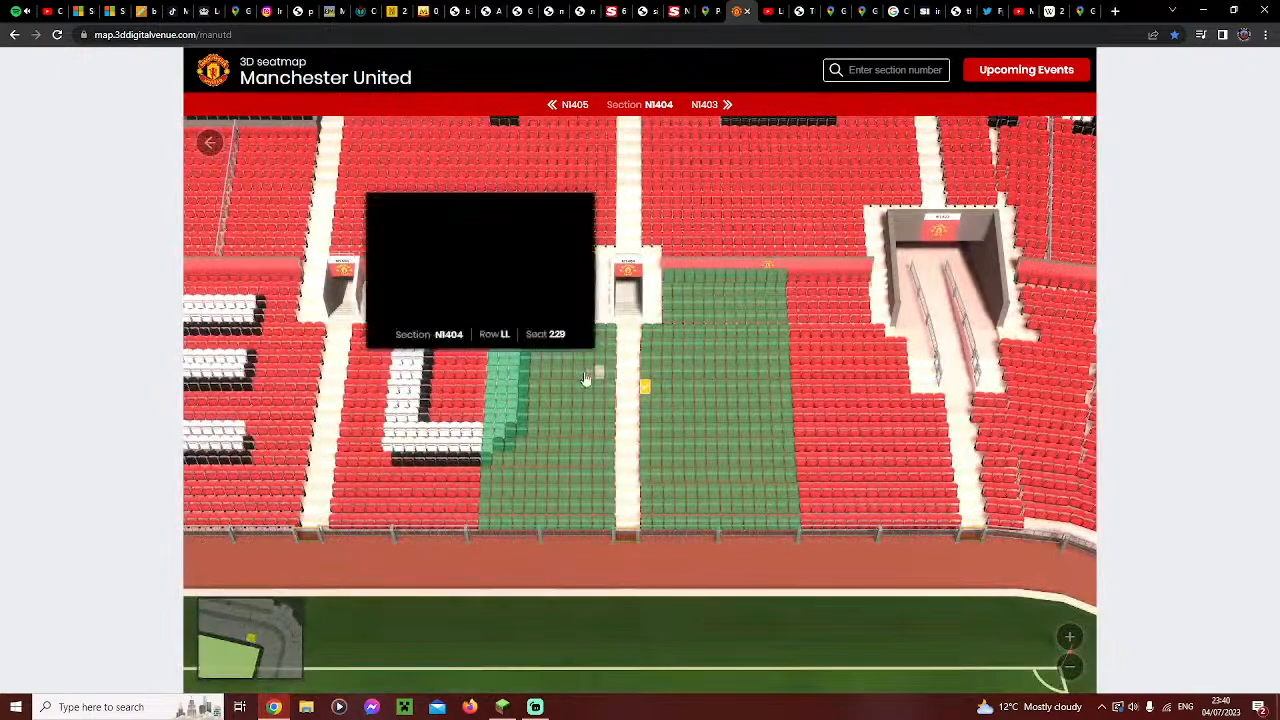 map.3ddigitalvenue.com/manutd
3D seatmap
Manchester United
Enter section number
Upcoming Events
N1405
Section N1404
N1403
Section N1404 Row LL Seat 229
Type here to search
12°C Mostly cloudy
ENG
23:40
04/07/2023